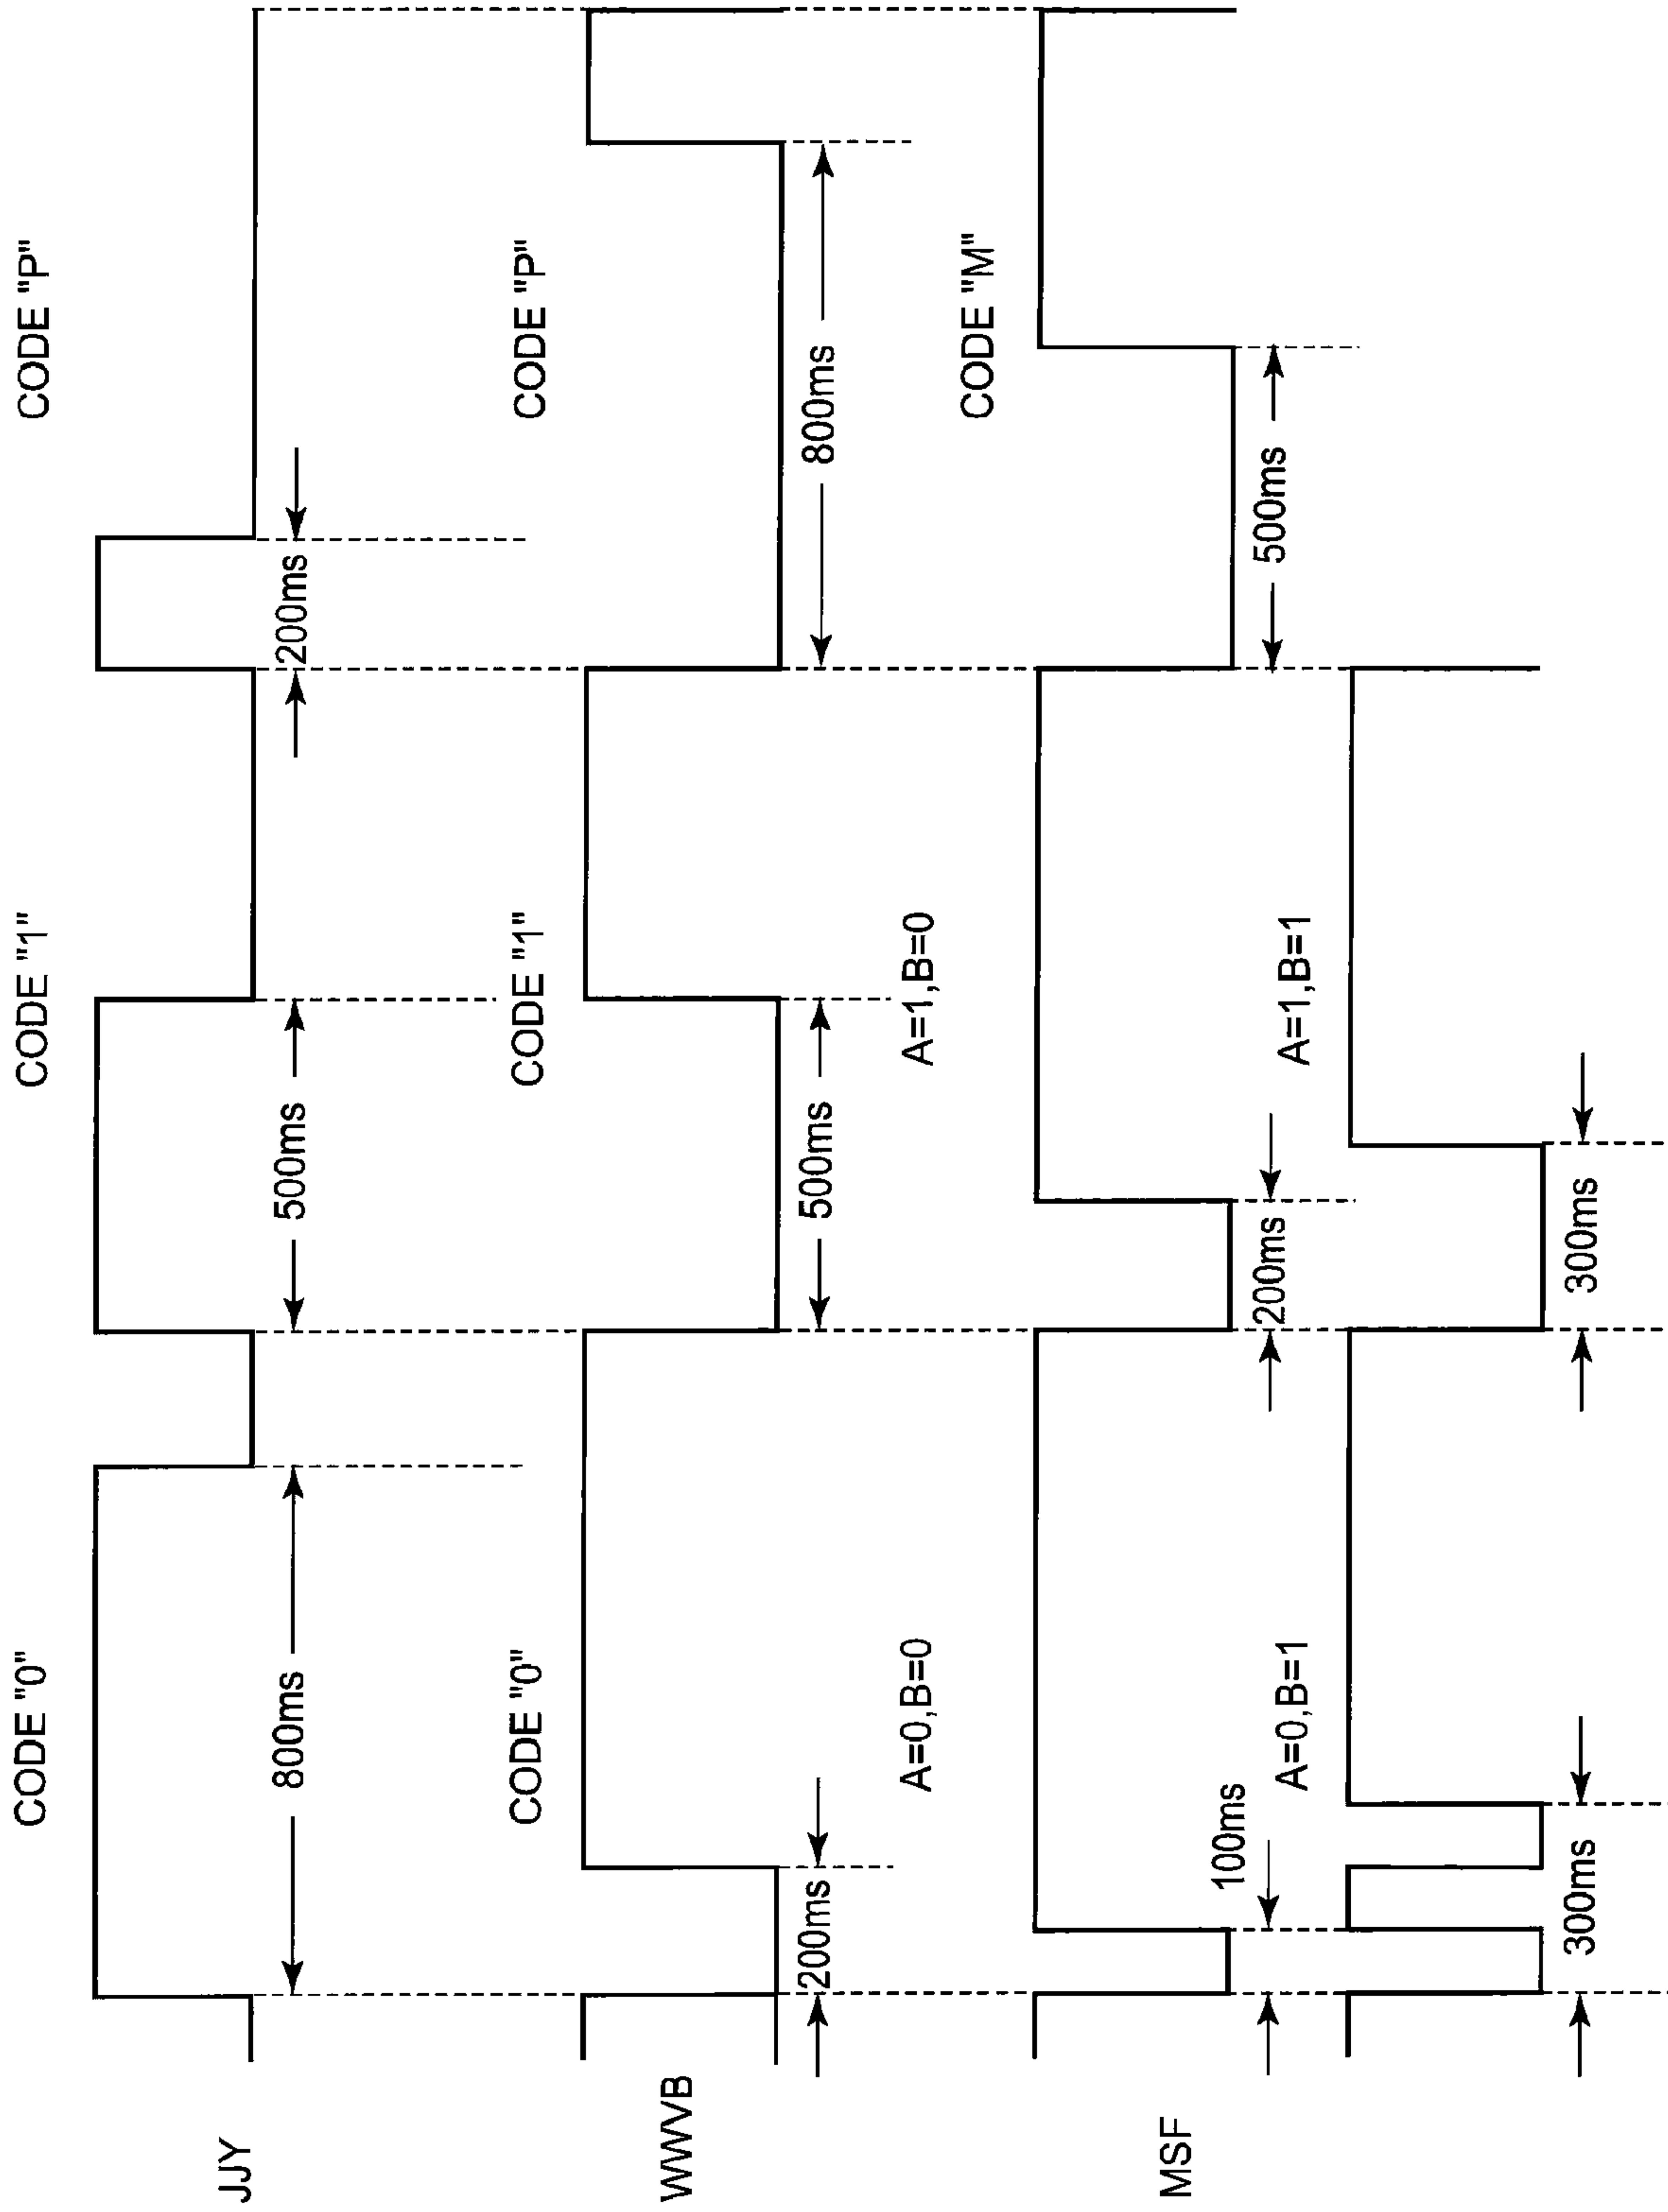 CODE "0" CODE "1" CODE "P"
JJY
800ms 500ms 200ms
CODE "0" CODE "1" CODE "P"
WWVB
200ms 500ms 800ms
A=0,B=0 A=1,B=0 CODE "M"
MSF
100ms 200ms 500ms
A=0,B=1 A=1,B=1
300ms 300ms